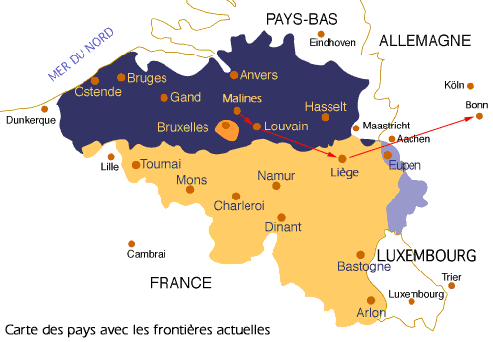 PAYS-BAS
MER DU NORD
Eindhoven
ALLEMAGNE
Anvers
Bruges
Cstende
Gand
Malines
Hasselt
Köln
Bonn
Dunkerque
Bruxelles
Louvain
Maastricht
Aachen
Lille
Tournai
Liège
Eupen
Mons
Namur
Charleroi
Dinant
Cambrai
LUXEMBOURG
Bastogne
FRANCE
Trier
Luxembourg
Arlon
Carte des pays avec les frontières actuelles